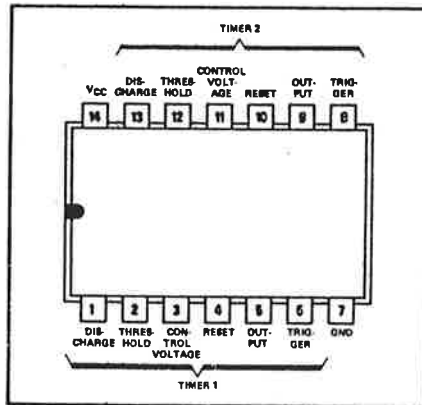 TIMER 2
VCC
DIS-
CHARGE
THRES-
HOLD
CONTROL
VOLT-
AGE
RESET
OUT-
PUT
TRIG-
GER
14 13 12 11 10 9 8
1 2 3 4 5 6 7
DIS-
CHARGE
THRES-
HOLD
CON-
TROL
VOLTAGE
RESET
OUT-
PUT
TRIG-
GER
GND
TIMER 1